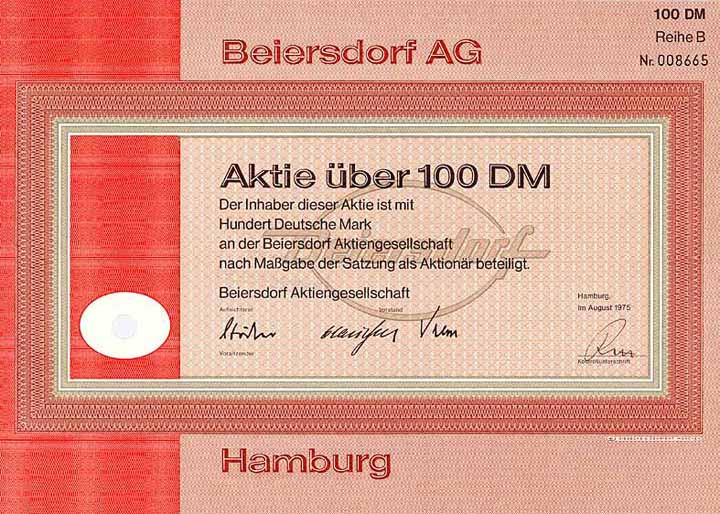 100 DM
Reihe B
Nr. 008665
Beiersdorf AG
Aktie über 100 DM
Der Inhaber dieser Aktie ist mit
Hundert Deutsche Mark
an der Beiersdorf Aktiengesellschaft
nach Maßgabe der Satzung als Aktionär beteiligt.
Beiersdorf
Beiersdorf Aktiengesellschaft
Aufsichtsrat Vorstand
Vorsitzender
Hamburg,
im August 1975
Kontrollunterschrift
Hamburg